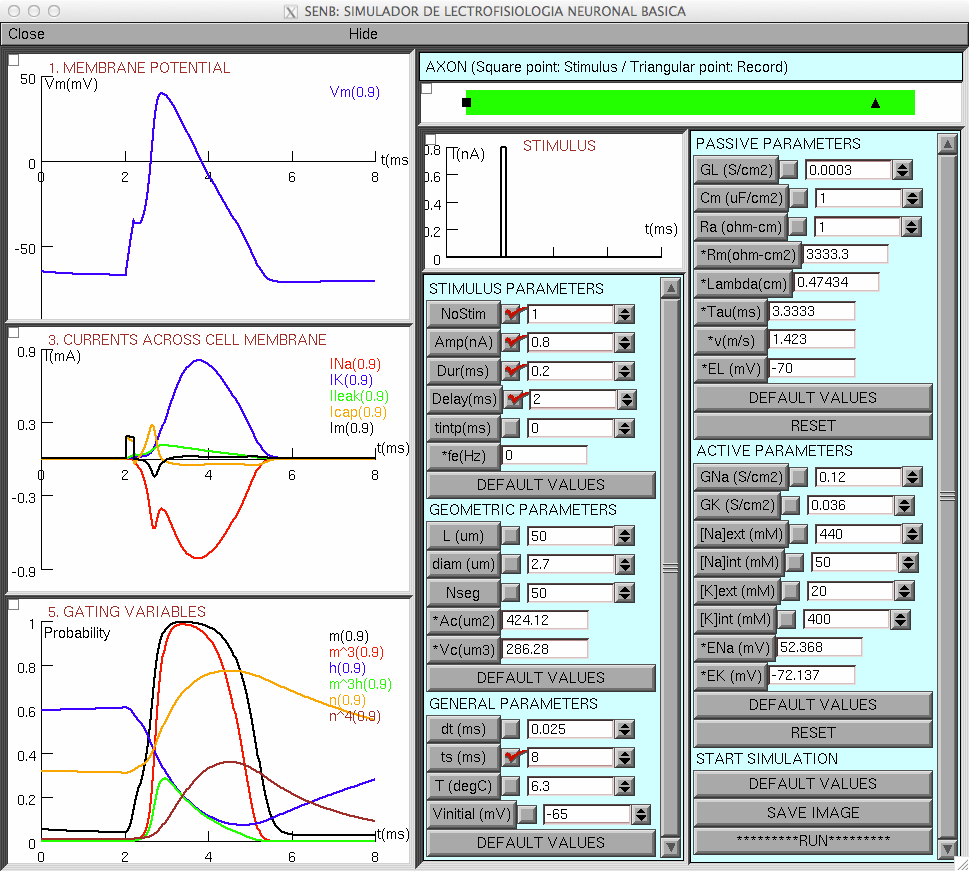 SENB: SIMULADOR DE LECTROFISIOLOGIA NEURONAL BASICA
Close Hide
1. MEMBRANE POTENTIAL
50
Vm(mV)
Vm(0.9)
0
t(ms
0 2 4 6 8
-50
3. CURRENTS ACROSS CELL MEMBRANE
0.9
I(mA)
INa(0.9)
IK(0.9)
Ileak(0.9)
Icap(0.9)
Im(0.9)
0.3
t(ms)
0 2 4 6 8
-0.3
-0.9
5. GATING VARIABLES
1
Probability
m(0.9)
m^3(0.9)
h(0.9)
m^3h(0.9)
n(0.9)
n^4(0.9)
0.8
0.6
0.4
0.2
0
t(ms)
0 2 4 6 8
AXON (Square point: Stimulus / Triangular point: Record)
STIMULUS
0.8
I(nA)
0.6
0.4
0.2
0
t(ms)
STIMULUS PARAMETERS
NoStim 1
Amp(nA) 0.8
Dur(ms) 0.2
Delay(ms) 2
tintp(ms) 0
*fe(Hz) 0
DEFAULT VALUES
GEOMETRIC PARAMETERS
L (um) 50
diam (um) 2.7
Nseg 50
*Ac(um2) 424.12
*Vc(um3) 286.28
DEFAULT VALUES
GENERAL PARAMETERS
dt (ms) 0.025
ts (ms) 8
T (degC) 6.3
Vinitial (mV) -65
DEFAULT VALUES
PASSIVE PARAMETERS
GL (S/cm2) 0.0003
Cm (uF/cm2) 1
Ra (ohm-cm) 1
*Rm(ohm-cm2) 3333.3
*Lambda(cm) 0.47434
*Tau(ms) 3.3333
*v(m/s) 1.423
*EL (mV) -70
DEFAULT VALUES
RESET
ACTIVE PARAMETERS
GNa (S/cm2) 0.12
GK (S/cm2) 0.036
[Na]ext (mM) 440
[Na]int (mM) 50
[K]ext (mM) 20
[K]int (mM) 400
*ENa (mV) 52.368
*EK (mV) -72.137
DEFAULT VALUES
RESET
START SIMULATION
DEFAULT VALUES
SAVE IMAGE
*********RUN*********